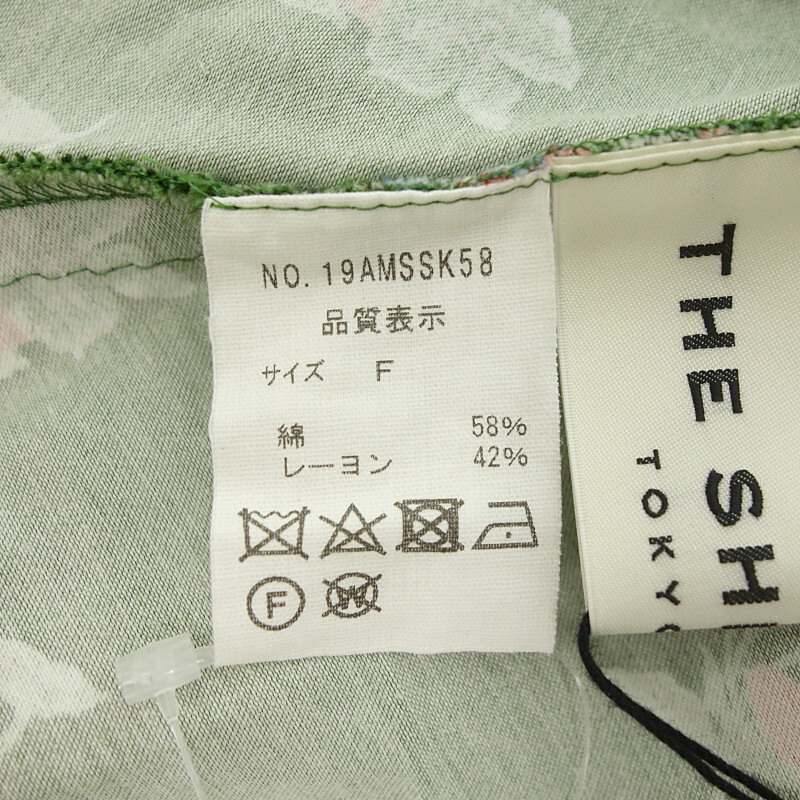 NO. 19AMSSK58
品質表示
サイズ F
綿 58%
レーヨン 42%
F
W
THE SH
TOKYO